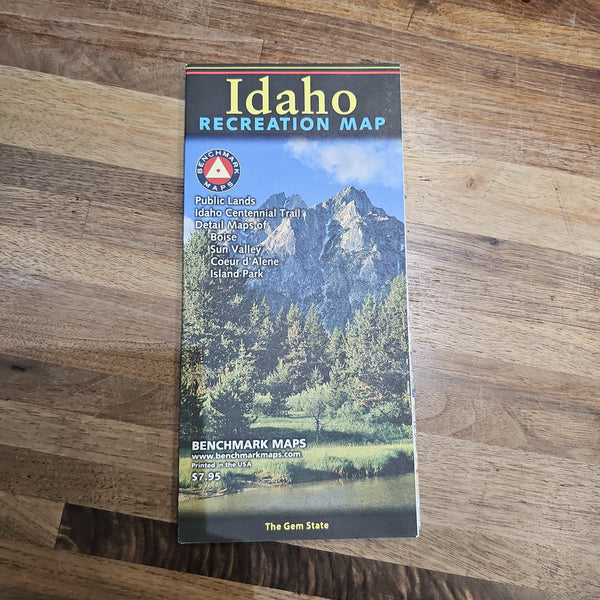 Idaho
RECREATION MAP
BENCHMARK
MAPS
Public Lands
Idaho Centennial Trail
Detail Maps of
Boise
Sun Valley
Coeur d'Alene
Island Park
BENCHMARK MAPS
www.benchmarkmaps.com
Printed in the USA
$7.95
The Gem State